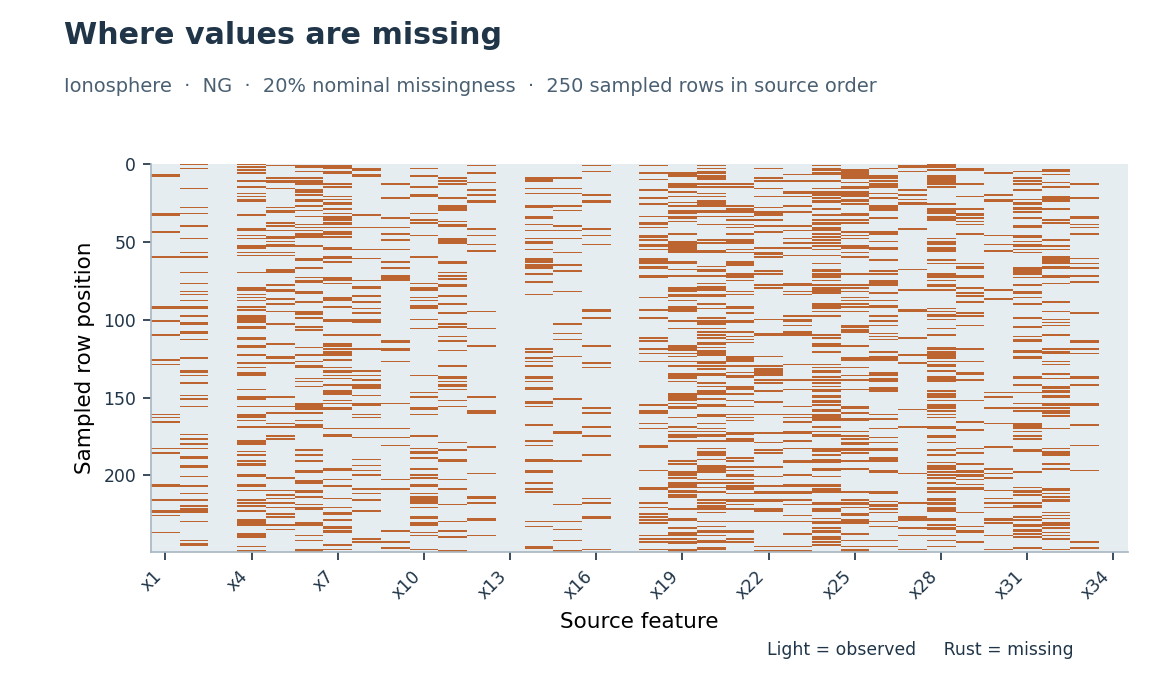 Where values are missing
Ionosphere · NG · 20% nominal missingness · 250 sampled rows in source order
0
50
100
150
200
Sampled row position
x1
x4
x7
x10
x13
x16
x19
x22
x25
x28
x31
x34
Source feature
Light = observed Rust = missing